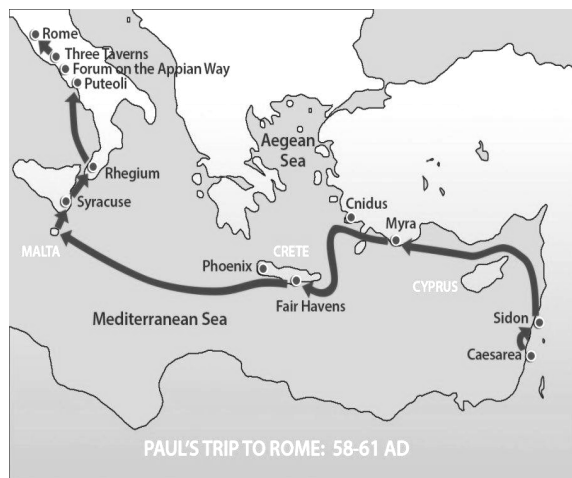 Rome
Three Taverns
Forum on the Appian Way
Puteoli
Aegean
Sea
Rhegium
Cnidus
Syracuse
Myra
MALTA
CRETE
Phoenix
CYPRUS
Fair Havens
Mediterranean Sea
Sidon
Caesarea
PAUL'S TRIP TO ROME: 58-61 AD